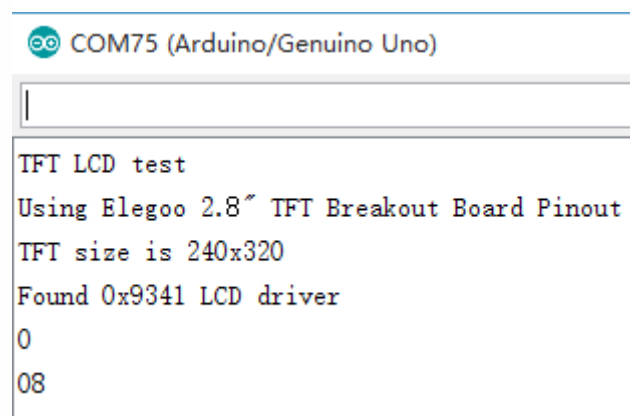 COM75 (Arduino/Genuino Uno)
TFT LCD test
Using Elegoo 2.8″ TFT Breakout Board Pinout
TFT size is 240x320
Found 0x9341 LCD driver
0
08